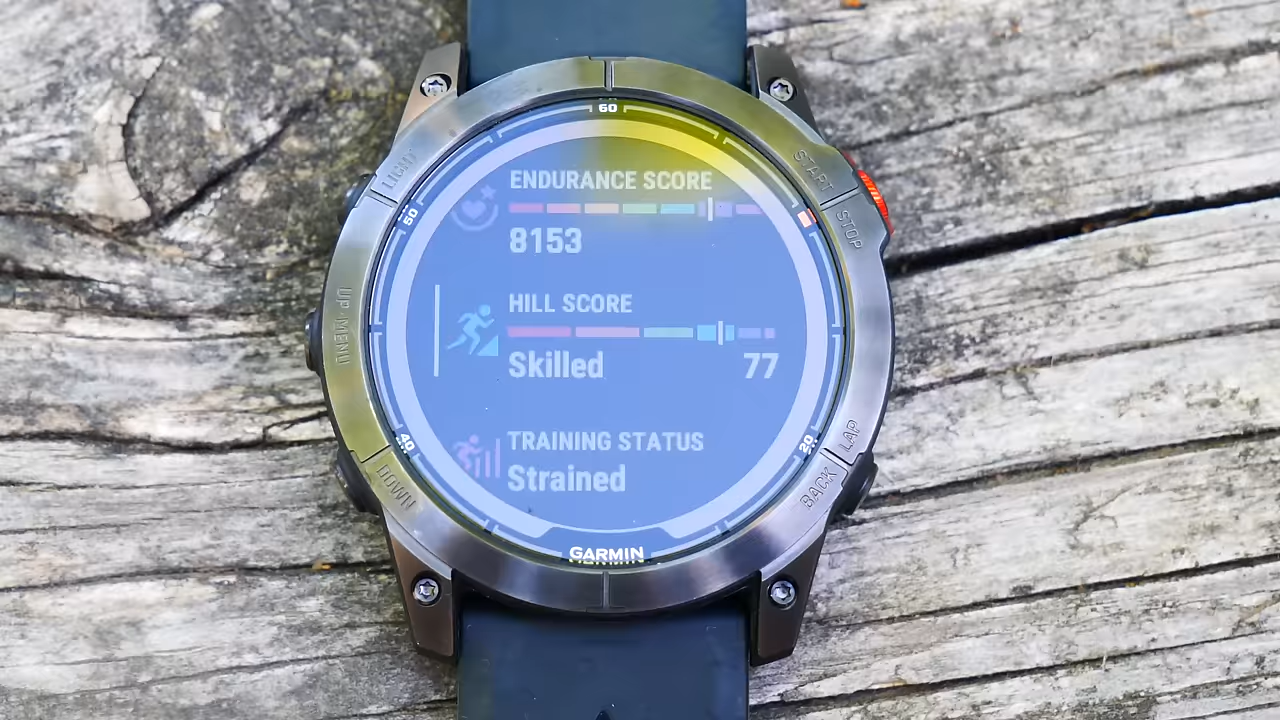 60
LIGHT
START
STOP
50
ENDURANCE SCORE
8153
UP·MENU
HILL SCORE
Skilled 77
40
TRAINING STATUS
Strained
20
LAP
BACK
DOWN
GARMIN